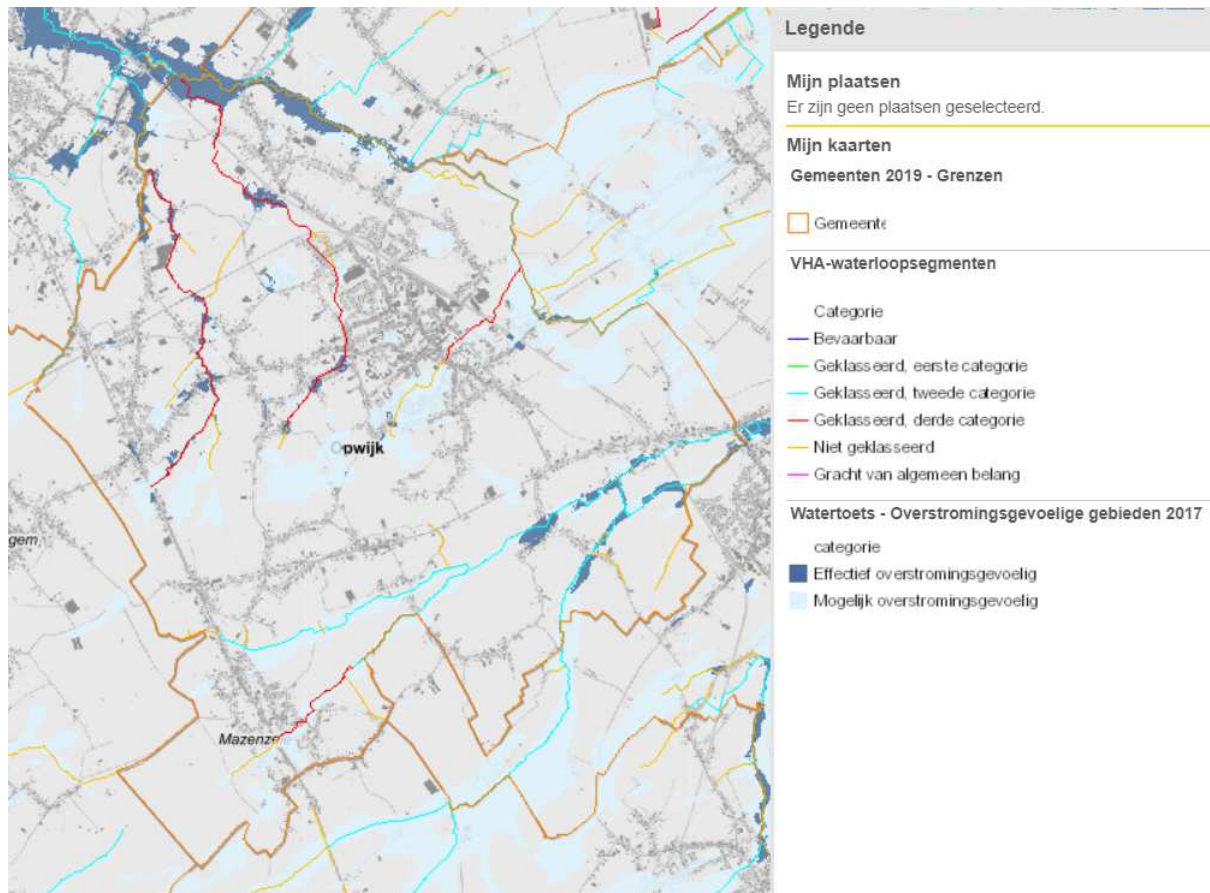 Legende
Mijn plaatsen
Er zijn geen plaatsen geselecteerd.
Mijn kaarten
Gemeenten 2019 - Grenzen
Gemeente
VHA-waterloopsegmenten
Categorie
Bevaarbaar
Geklasseerd, eerste categorie
Geklasseerd, tweede categorie
Geklasseerd, derde categorie
Niet geklasseerd
Gracht van algemeen belang
Watertoets - Overstromingsgevoelige gebieden 2017
categorie
Effectief overstromingsgevoelig
Mogelijk overstromingsgevoelig
Opwijk
gem